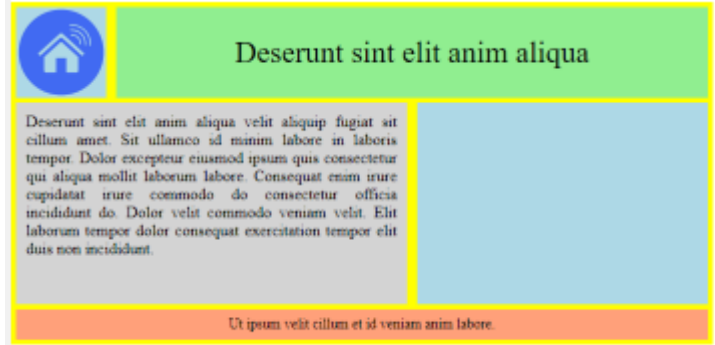 Deserunt sint elit anim aliqua
Deserunt sint elit anim aliqua velit aliquip fugiat sit
cillum amet. Sit ullamco id minim labore in laboris
tempor. Dolor excepteur eiusmod ipsum quis consectetur
qui aliqua mollit laborum labore. Consequat enim irure
cupidatat irure commodo do consectetur officia
incididunt do. Dolor velit commodo veniam velit. Elit
laborum tempor dolor consequat exercitation tempor elit
duis non incididunt.
Ut ipsum velit cillum et id veniam anim labore.